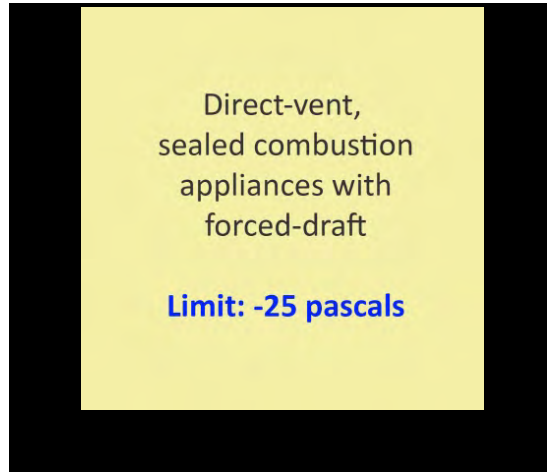 Direct-vent,
sealed combustion
appliances with
forced-draft
Limit: -25 pascals